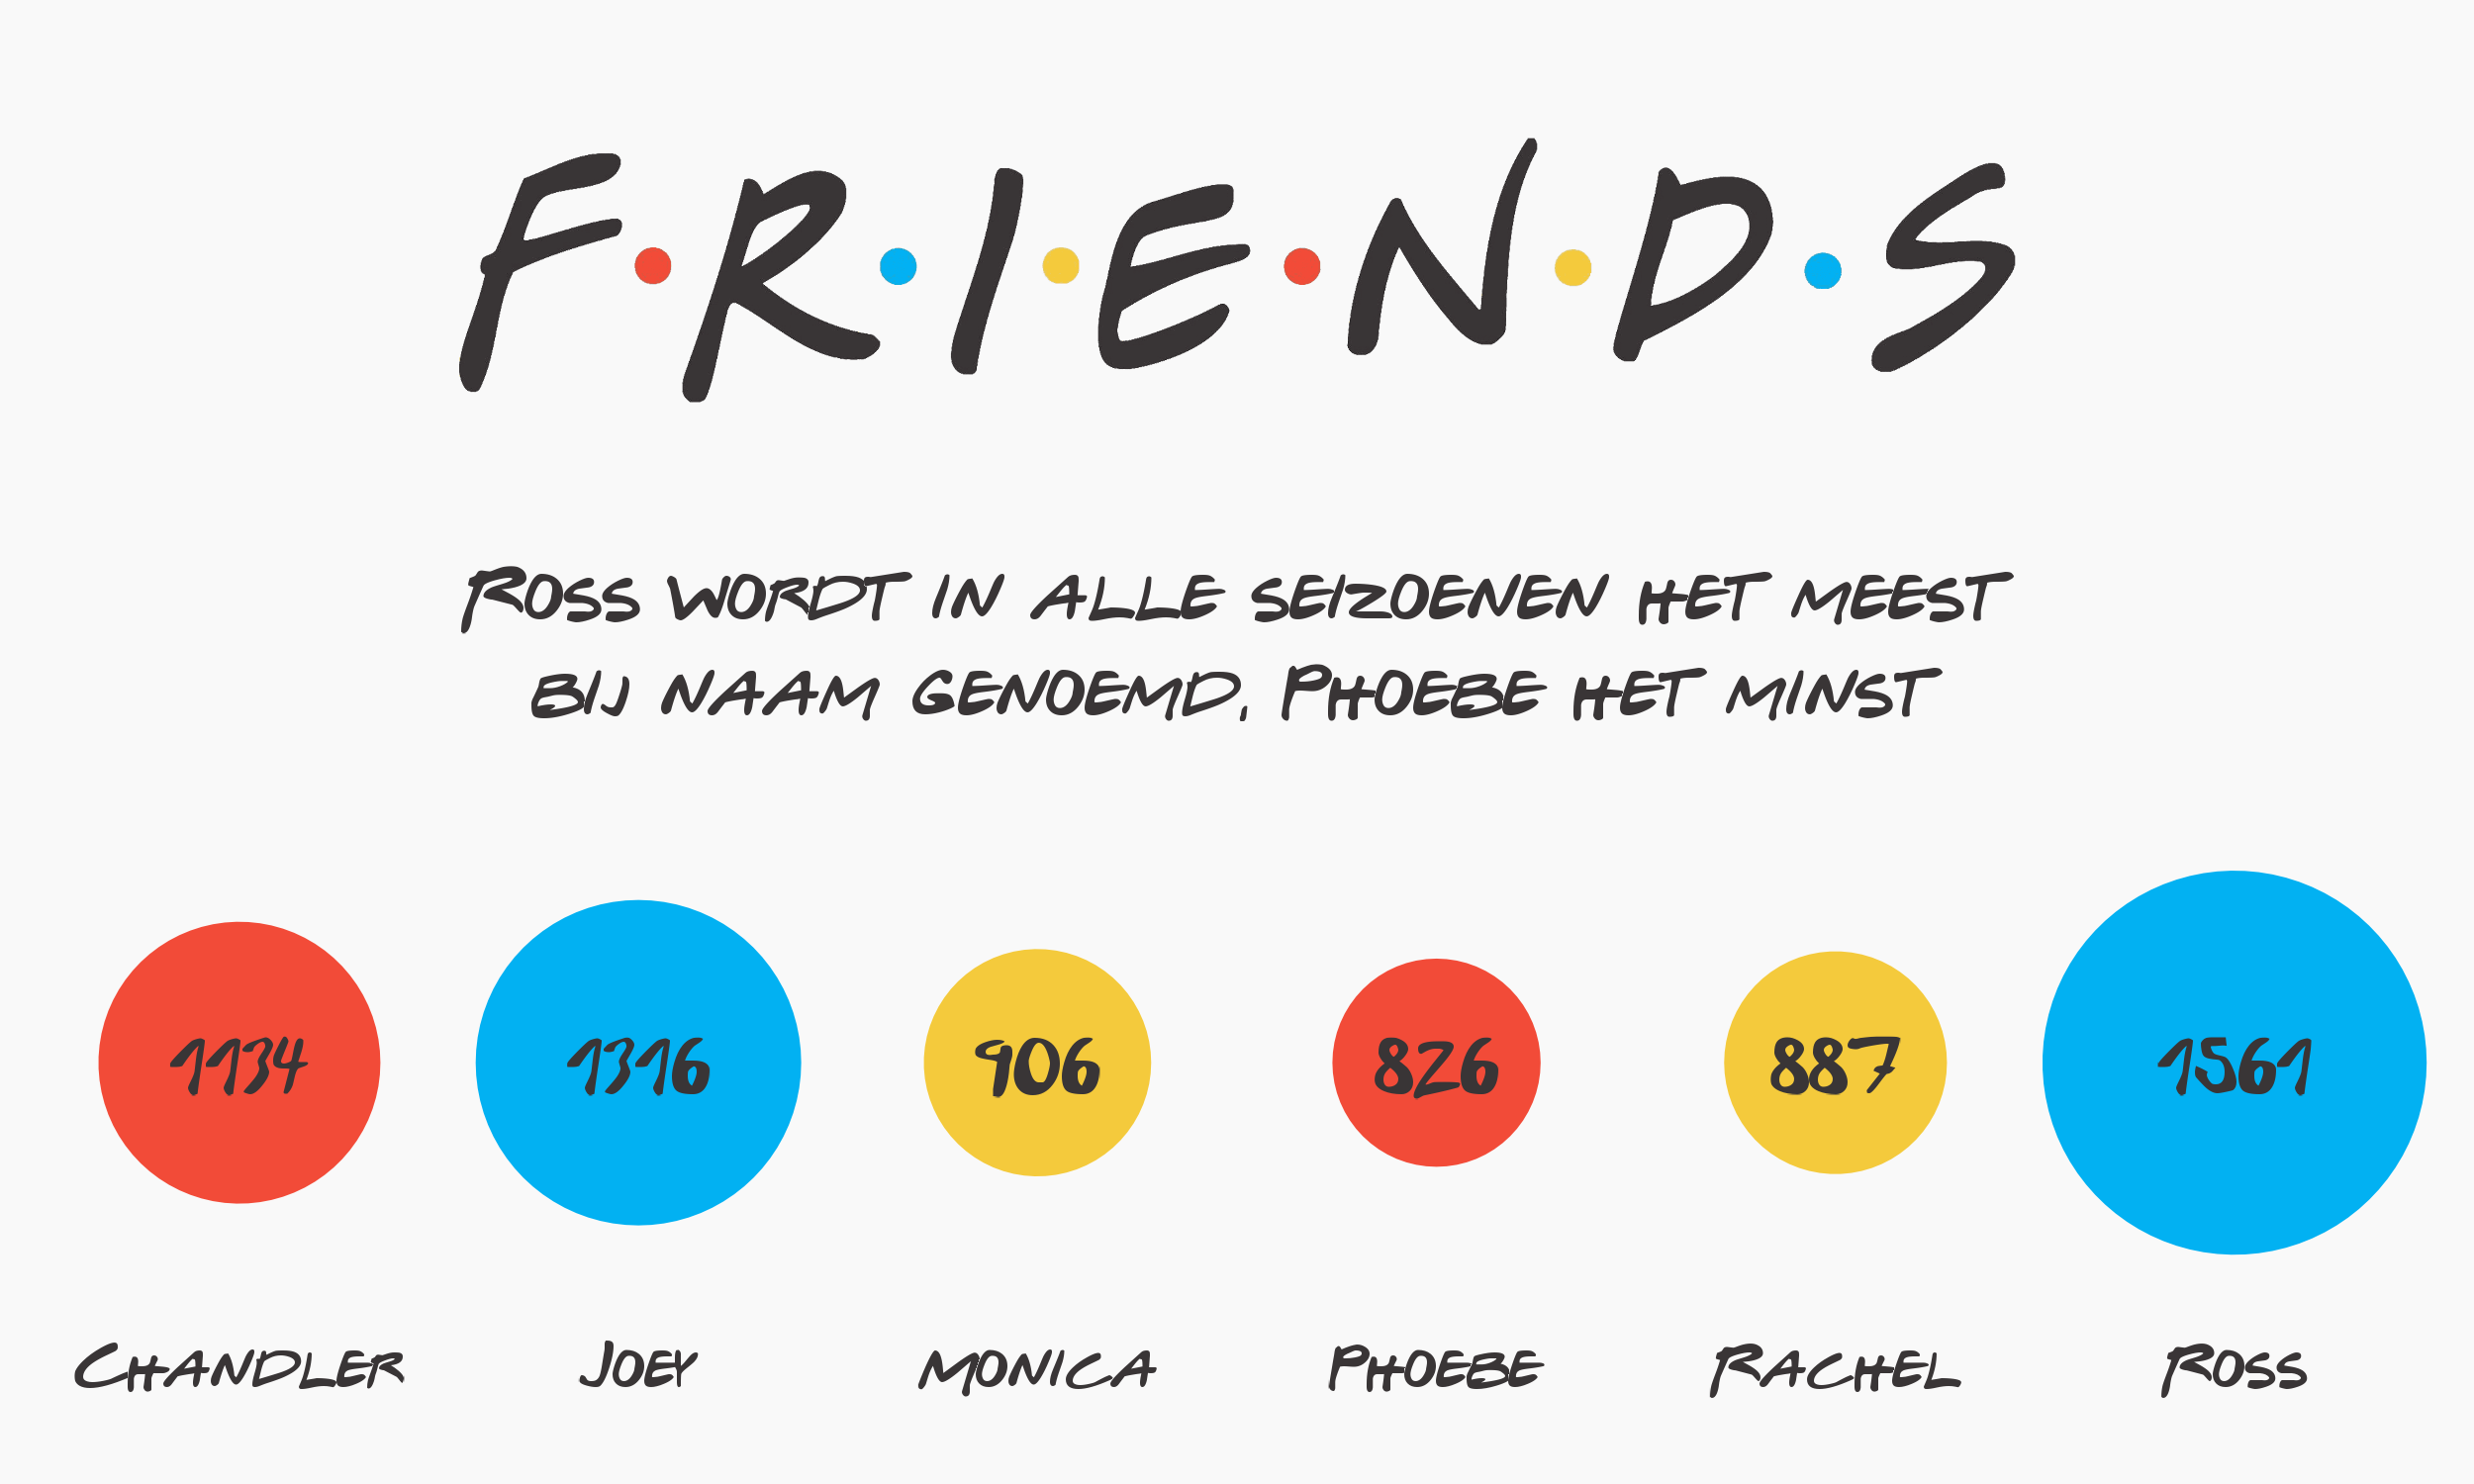 F•R•I•E•N•D•S
Ross wordt in alle seizoenen het meest
bij naam genoemd, Phoebe het minst
1134
1316
906
826
887
1561
Chandler
Joey
Monica
Phoebe
Rachel
Ross